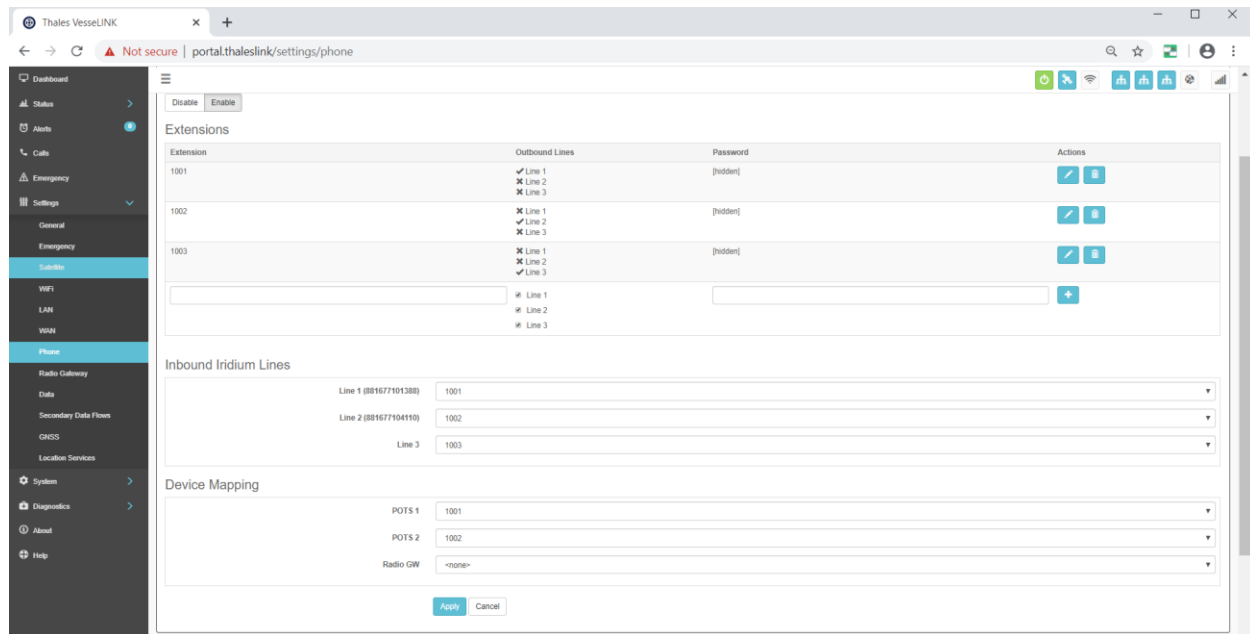 Thales VesseLINK
Not secure | portal.thaleslink/settings/phone
Dashboard
Status
Alerts 0
Calls
Emergency
Settings
General
Emergency
Satellite
WiFi
LAN
WAN
Phone
Radio Gateway
Data
Secondary Data Flows
GNSS
Location Services
System
Diagnostics
About
Help
Disable Enable
Extensions
Extension Outbound Lines Password Actions
1001 Line 1 [hidden]
Line 2
Line 3
1002 Line 1 [hidden]
Line 2
Line 3
1003 Line 1 [hidden]
Line 2
Line 3
Line 1
Line 2
Line 3
Inbound Iridium Lines
Line 1 (881677101388) 1001
Line 2 (881677104110) 1002
Line 3 1003
Device Mapping
POTS 1 1001
POTS 2 1002
Radio GW <none>
Apply Cancel